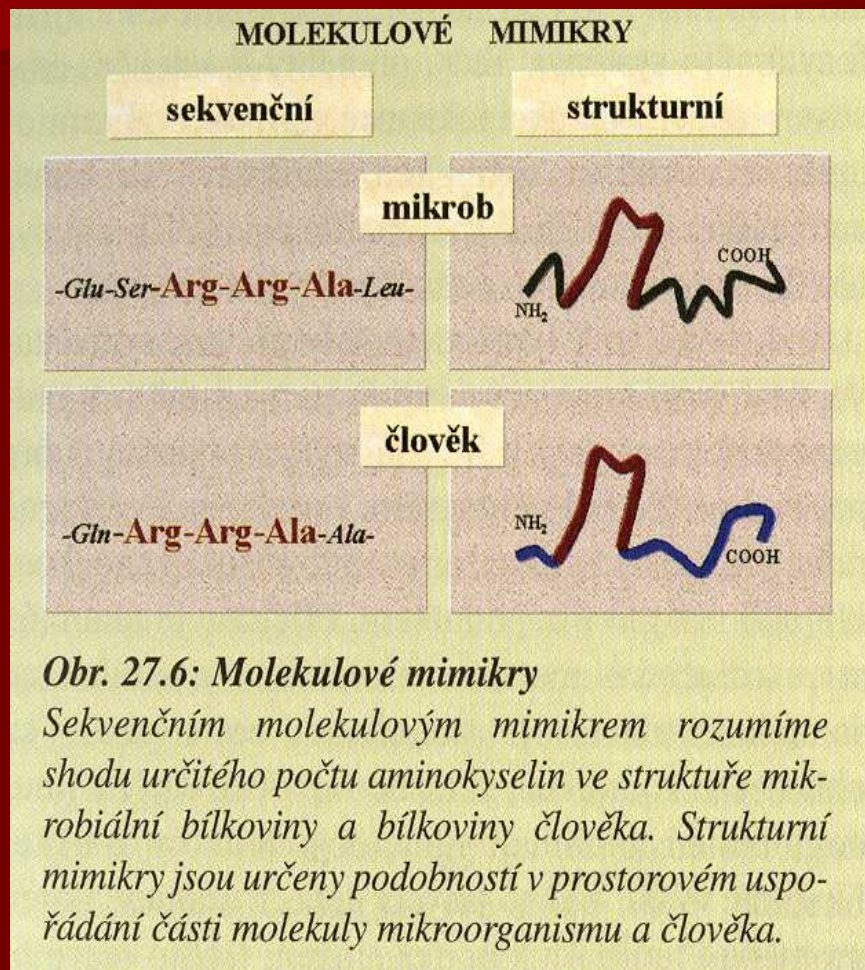 MOLEKULOVÉ MIMIKRY
sekvenční
strukturní
mikrob
-Glu-Ser-Arg-Arg-Ala-Leu-
NH2
COOH
člověk
-Gln-Arg-Arg-Ala-Ala-
NH2
COOH
Obr. 27.6: Molekulové mimikry
Sekvenčním molekulovým mimikrem rozumíme
shodu určitého počtu aminokyselin ve struktuře mik-
robiální bílkoviny a bílkoviny člověka. Strukturní
mimikry jsou určeny podobností v prostorovém uspo-
řádání části molekuly mikroorganismu a člověka.